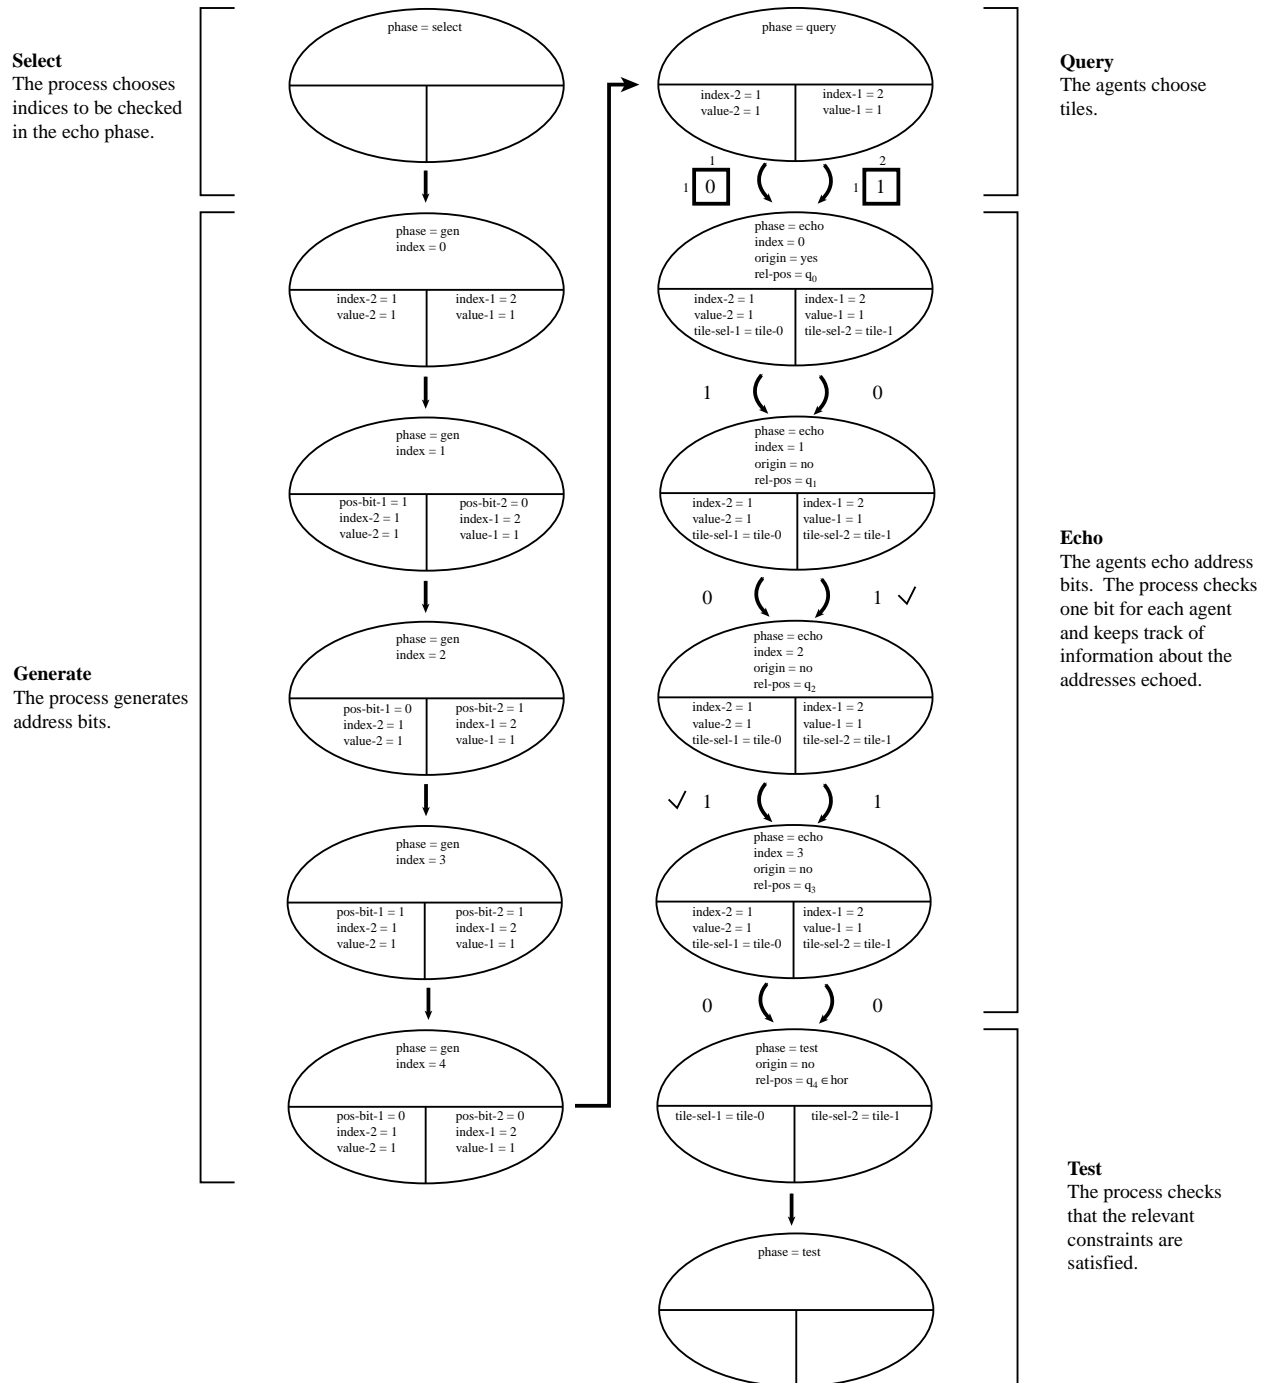 Select
The process chooses
indices to be checked
in the echo phase.
phase = select
Generate
The process generates
address bits.
phase = gen
index = 0
index-2 = 1
value-2 = 1
index-1 = 2
value-1 = 1
phase = gen
index = 1
pos-bit-1 = 1
index-2 = 1
value-2 = 1
pos-bit-2 = 0
index-1 = 2
value-1 = 1
phase = gen
index = 2
pos-bit-1 = 0
index-2 = 1
value-2 = 1
pos-bit-2 = 1
index-1 = 2
value-1 = 1
phase = gen
index = 3
pos-bit-1 = 1
index-2 = 1
value-2 = 1
pos-bit-2 = 1
index-1 = 2
value-1 = 1
phase = gen
index = 4
pos-bit-1 = 0
index-2 = 1
value-2 = 1
pos-bit-2 = 0
index-1 = 2
value-1 = 1
phase = query
index-2 = 1
value-2 = 1
index-1 = 2
value-1 = 1
Query
The agents choose
tiles.
1
1 0
2
1 1
phase = echo
index = 0
origin = yes
rel-pos = q0
index-2 = 1
value-2 = 1
tile-sel-1 = tile-0
index-1 = 2
value-1 = 1
tile-sel-2 = tile-1
1 0
phase = echo
index = 1
origin = no
rel-pos = q1
index-2 = 1
value-2 = 1
tile-sel-1 = tile-0
index-1 = 2
value-1 = 1
tile-sel-2 = tile-1
0 1 ✓
phase = echo
index = 2
origin = no
rel-pos = q2
index-2 = 1
value-2 = 1
tile-sel-1 = tile-0
index-1 = 2
value-1 = 1
tile-sel-2 = tile-1
✓ 1 1
phase = echo
index = 3
origin = no
rel-pos = q3
index-2 = 1
value-2 = 1
tile-sel-1 = tile-0
index-1 = 2
value-1 = 1
tile-sel-2 = tile-1
0 0
Echo
The agents echo address
bits. The process checks
one bit for each agent
and keeps track of
information about the
addresses echoed.
phase = test
origin = no
rel-pos = q4 ∈ hor
tile-sel-1 = tile-0
tile-sel-2 = tile-1
phase = test
Test
The process checks
that the relevant
constraints are
satisfied.